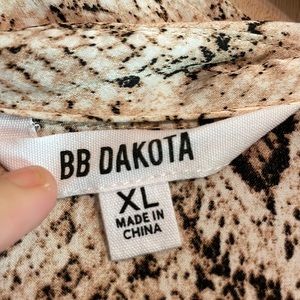 BB DAKOTA
XL
MADE IN
CHINA